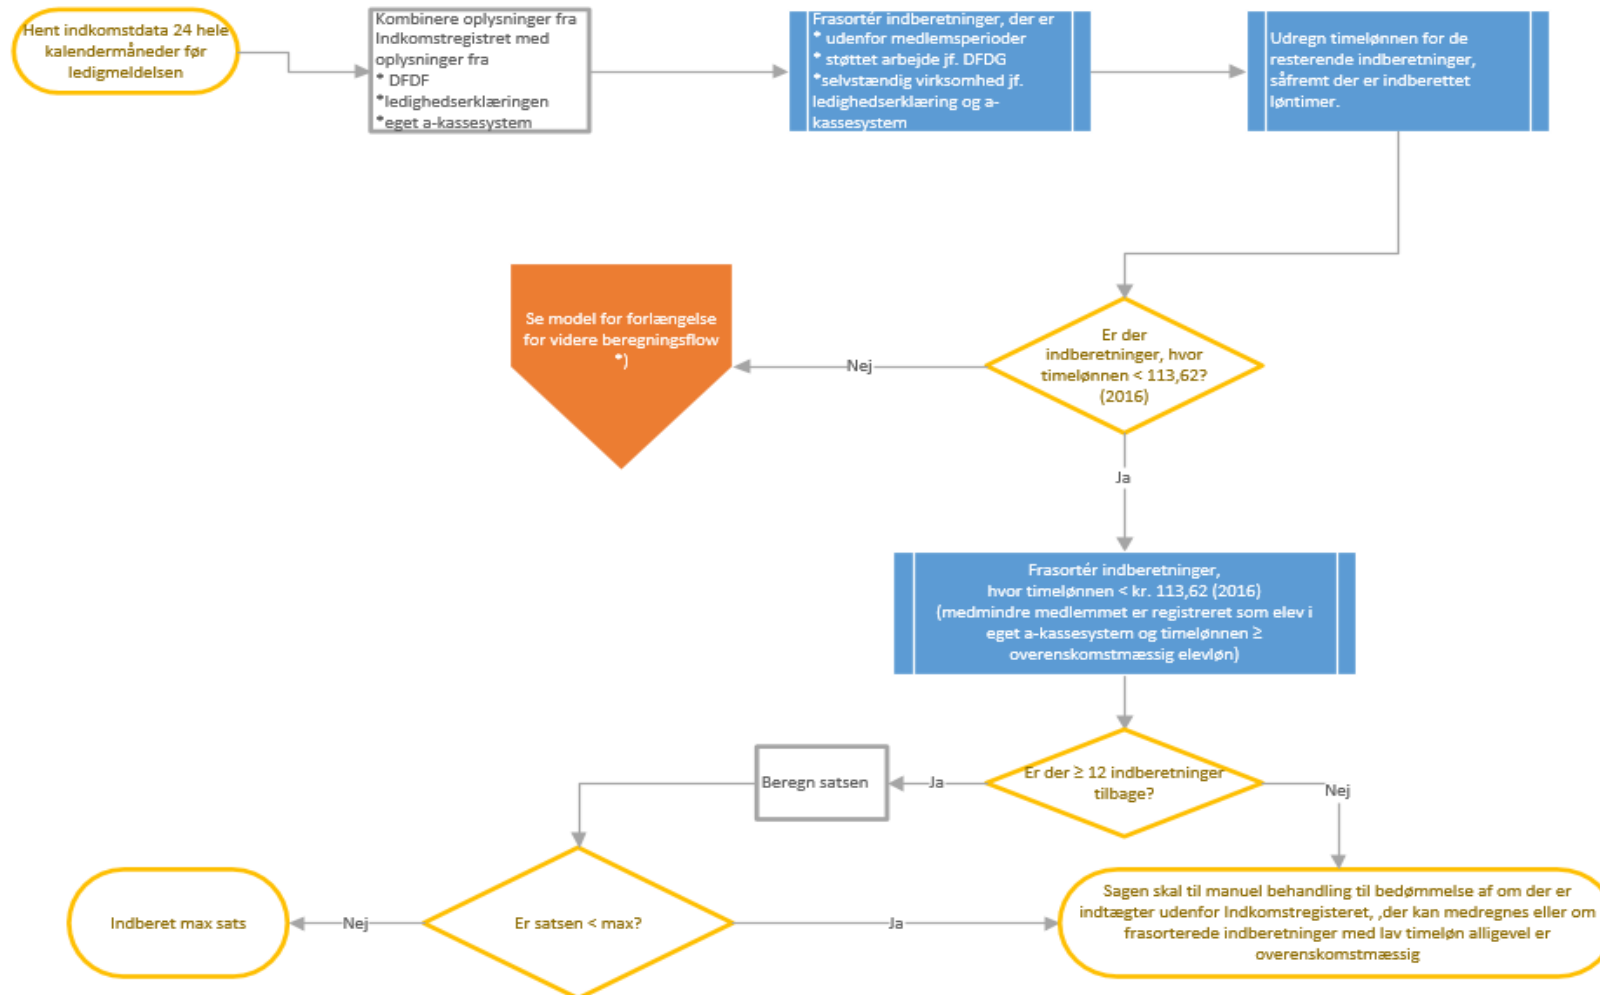 Hent indkomstdata 24 hele
kalendermåneder før
ledigmeldelsen
Kombinere oplysninger fra
Indkomstregistret med
oplysninger fra
* DFDF
*ledighedserklæringen
*eget a-kassesystem
Frasortér indberetninger, der er
* udenfor medlemsperioder
* støttet arbejde jf. DFDG
*selvstændig virksomhed jf.
ledighedserklæring og a-
kassesystem
Udregn timelønnen for de
resterende indberetninger,
såfremt der er indberettet
løntimer.
Se model for forlængelse
for videre beregningsflow
*)
Nej
Er der
indberetninger, hvor
timelønnen < 113,62?
(2016)
Ja
Frasortér indberetninger,
hvor timelønnen < kr. 113,62 (2016)
(medmindre medlemmet er registreret som elev i
eget a-kassesystem og timelønnen ≥
overenskomstmæssig elevløn)
Beregn satsen
Ja
Er der ≥ 12 indberetninger
tilbage?
Nej
Indberet max sats
Nej
Er satsen < max?
Ja
Sagen skal til manuel behandling til bedømmelse af om der er
indtægter udenfor Indkomstregisteret, ,der kan medregnes eller om
frasorterede indberetninger med lav timeløn alligevel er
overenskomstmæssig